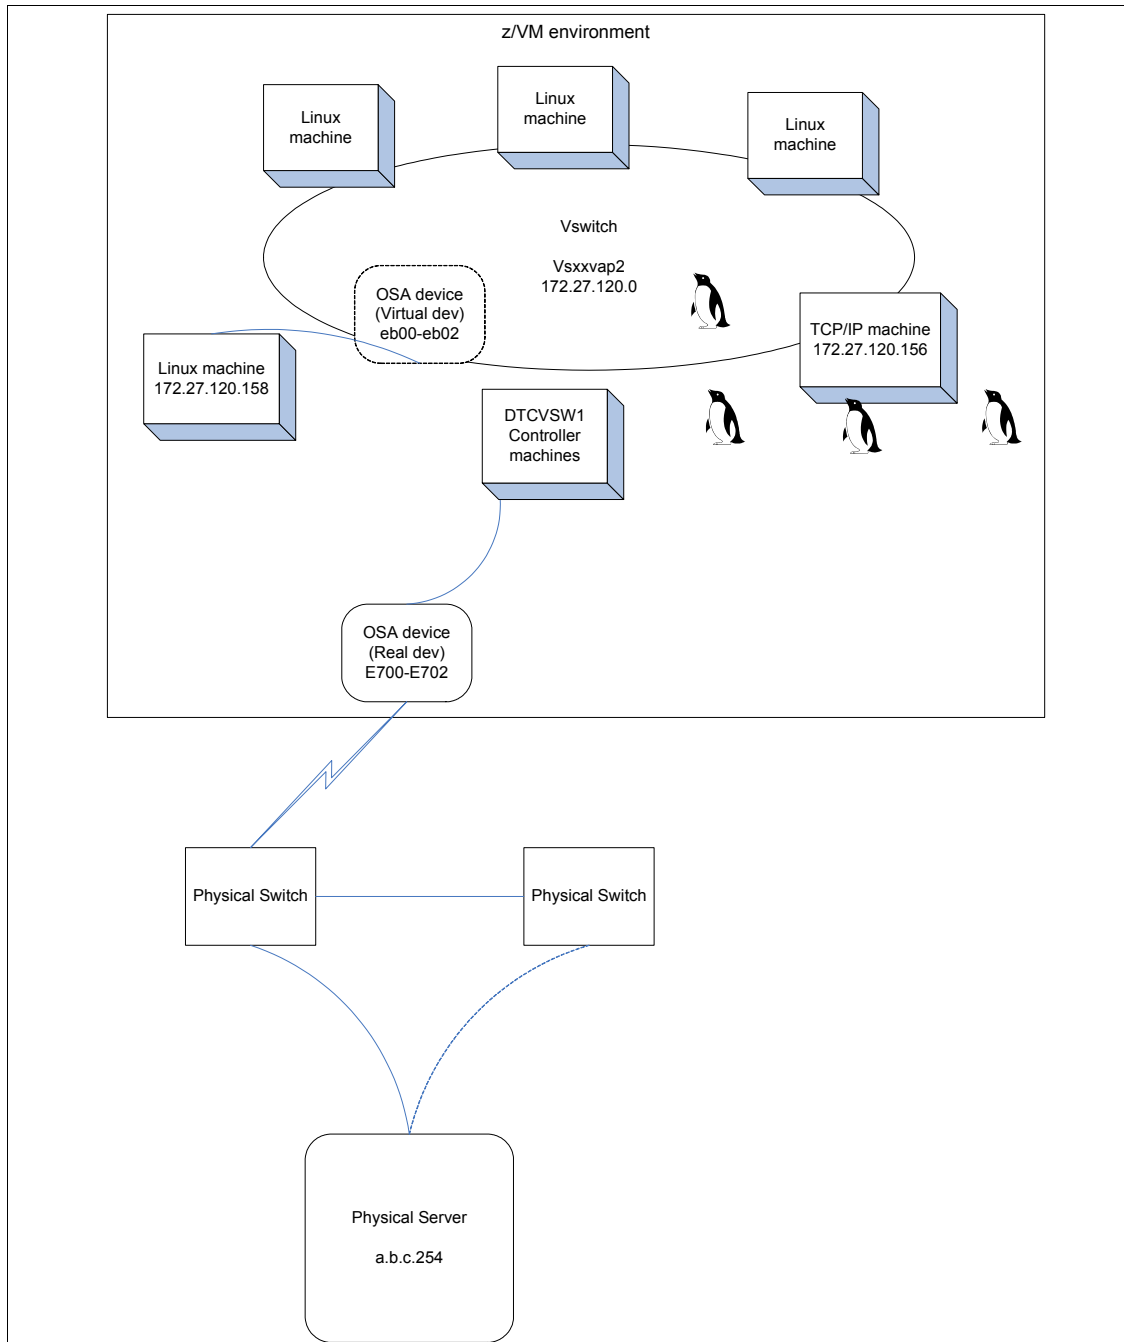 z/VM environment
Linux
machine
Linux
machine
Linux
machine
Vswitch
Vsxxvap2
172.27.120.0
OSA device
(Virtual dev)
eb00-eb02
TCP/IP machine
172.27.120.156
Linux machine
172.27.120.158
DTCVSW1
Controller
machines
OSA device
(Real dev)
E700-E702
Physical Switch
Physical Switch
Physical Server
a.b.c.254